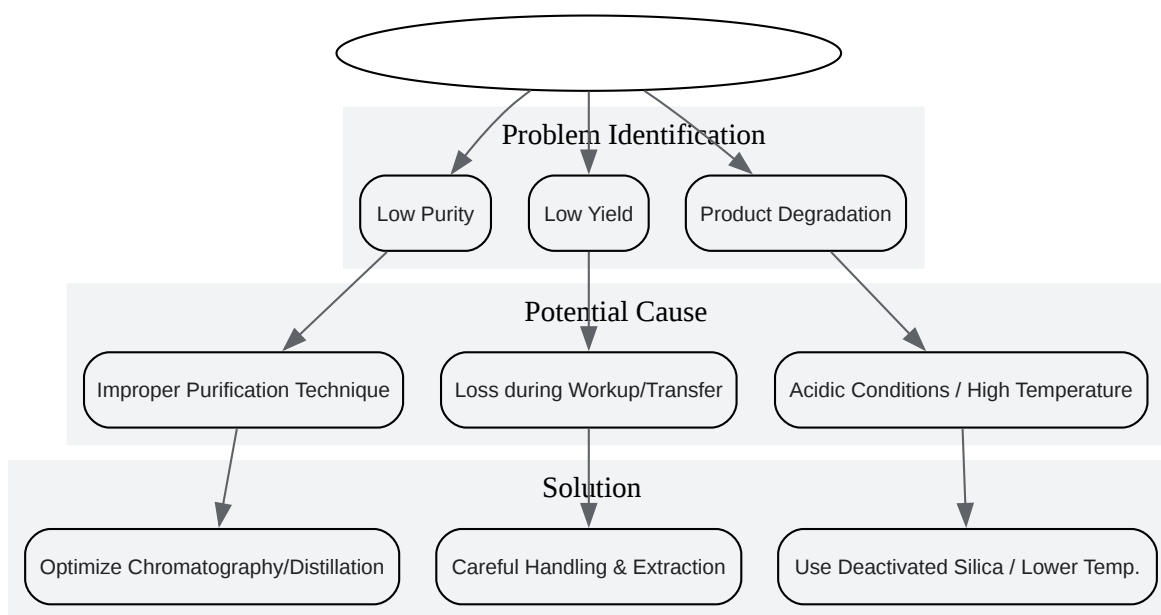 Problem Identification
Low Purity
Low Yield
Product Degradation
Potential Cause
Improper Purification Technique
Loss during Workup/Transfer
Acidic Conditions / High Temperature
Solution
Optimize Chromatography/Distillation
Careful Handling & Extraction
Use Deactivated Silica / Lower Temp.